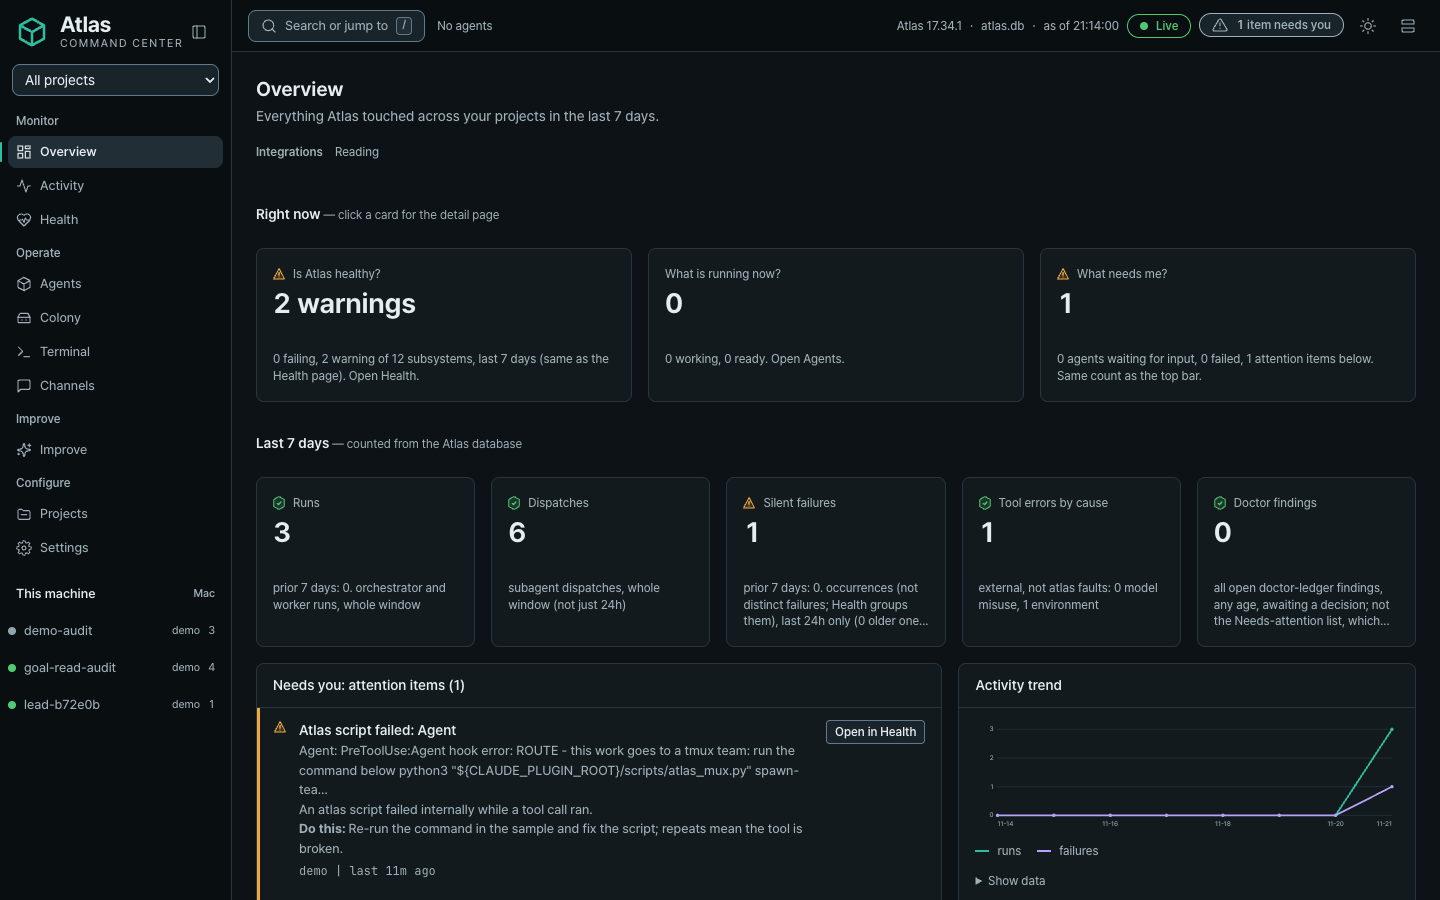 Atlas
COMMAND CENTER
All projects
Monitor
Overview
Activity
Health
Operate
Agents
Colony
Terminal
Channels
Improve
Improve
Configure
Projects
Settings
This machine Mac
demo-audit demo 3
goal-read-audit demo 4
lead-b72e0b demo 1
Search or jump to /
No agents
Atlas 17.34.1 · atlas.db · as of 21:14:00
Live
1 item needs you
Overview
Everything Atlas touched across your projects in the last 7 days.
Integrations Reading
Right now — click a card for the detail page
Is Atlas healthy?
2 warnings
0 failing, 2 warning of 12 subsystems, last 7 days (same as the
Health page). Open Health.
What is running now?
0
0 working, 0 ready. Open Agents.
What needs me?
1
0 agents waiting for input, 0 failed, 1 attention items below.
Same count as the top bar.
Last 7 days — counted from the Atlas database
Runs
3
prior 7 days: 0. orchestrator and
worker runs, whole window
Dispatches
6
subagent dispatches, whole
window (not just 24h)
Silent failures
1
prior 7 days: 0. occurrences (not
distinct failures; Health groups
them), last 24h only (0 older one...
Tool errors by cause
1
external, not atlas faults: 0 model
misuse, 1 environment
Doctor findings
0
all open doctor-ledger findings,
any age, awaiting a decision; not
the Needs-attention list, which...
Needs you: attention items (1)
Atlas script failed: Agent
Open in Health
Agent: PreToolUse:Agent hook error: ROUTE - this work goes to a tmux team: run the
command below python3 "${CLAUDE_PLUGIN_ROOT}/scripts/atlas_mux.py" spawn-
tea...
An atlas script failed internally while a tool call ran.
Do this: Re-run the command in the sample and fix the script; repeats mean the tool is
broken.
demo | last 11m ago
Activity trend
3
2
1
0
11-14 11-16 11-18 11-20 11-21
runs failures
Show data